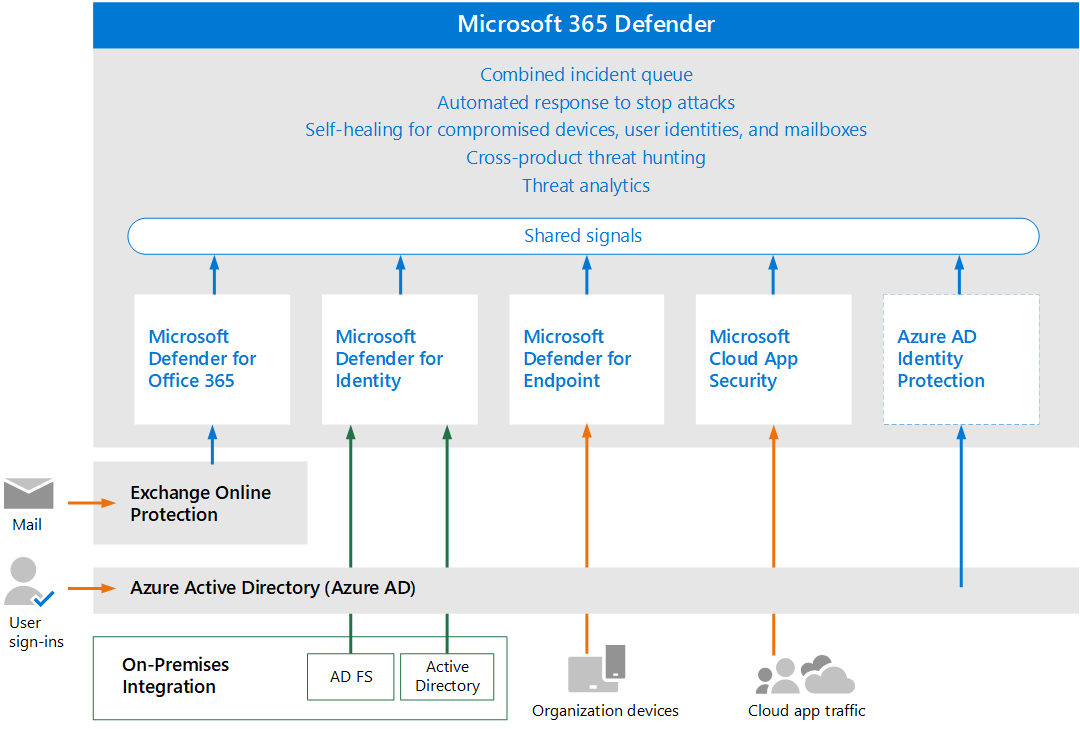 Microsoft 365 Defender
Combined incident queue
Automated response to stop attacks
Self-healing for compromised devices, user identities, and mailboxes
Cross-product threat hunting
Threat analytics
Shared signals
Microsoft
Defender for
Office 365
Microsoft
Defender for
Identity
Microsoft
Defender for
Endpoint
Microsoft
Cloud App
Security
Azure AD
Identity
Protection
Mail
Exchange Online
Protection
User
sign-ins
Azure Active Directory (Azure AD)
On-Premises
Integration
AD FS
Active
Directory
Organization devices
Cloud app traffic